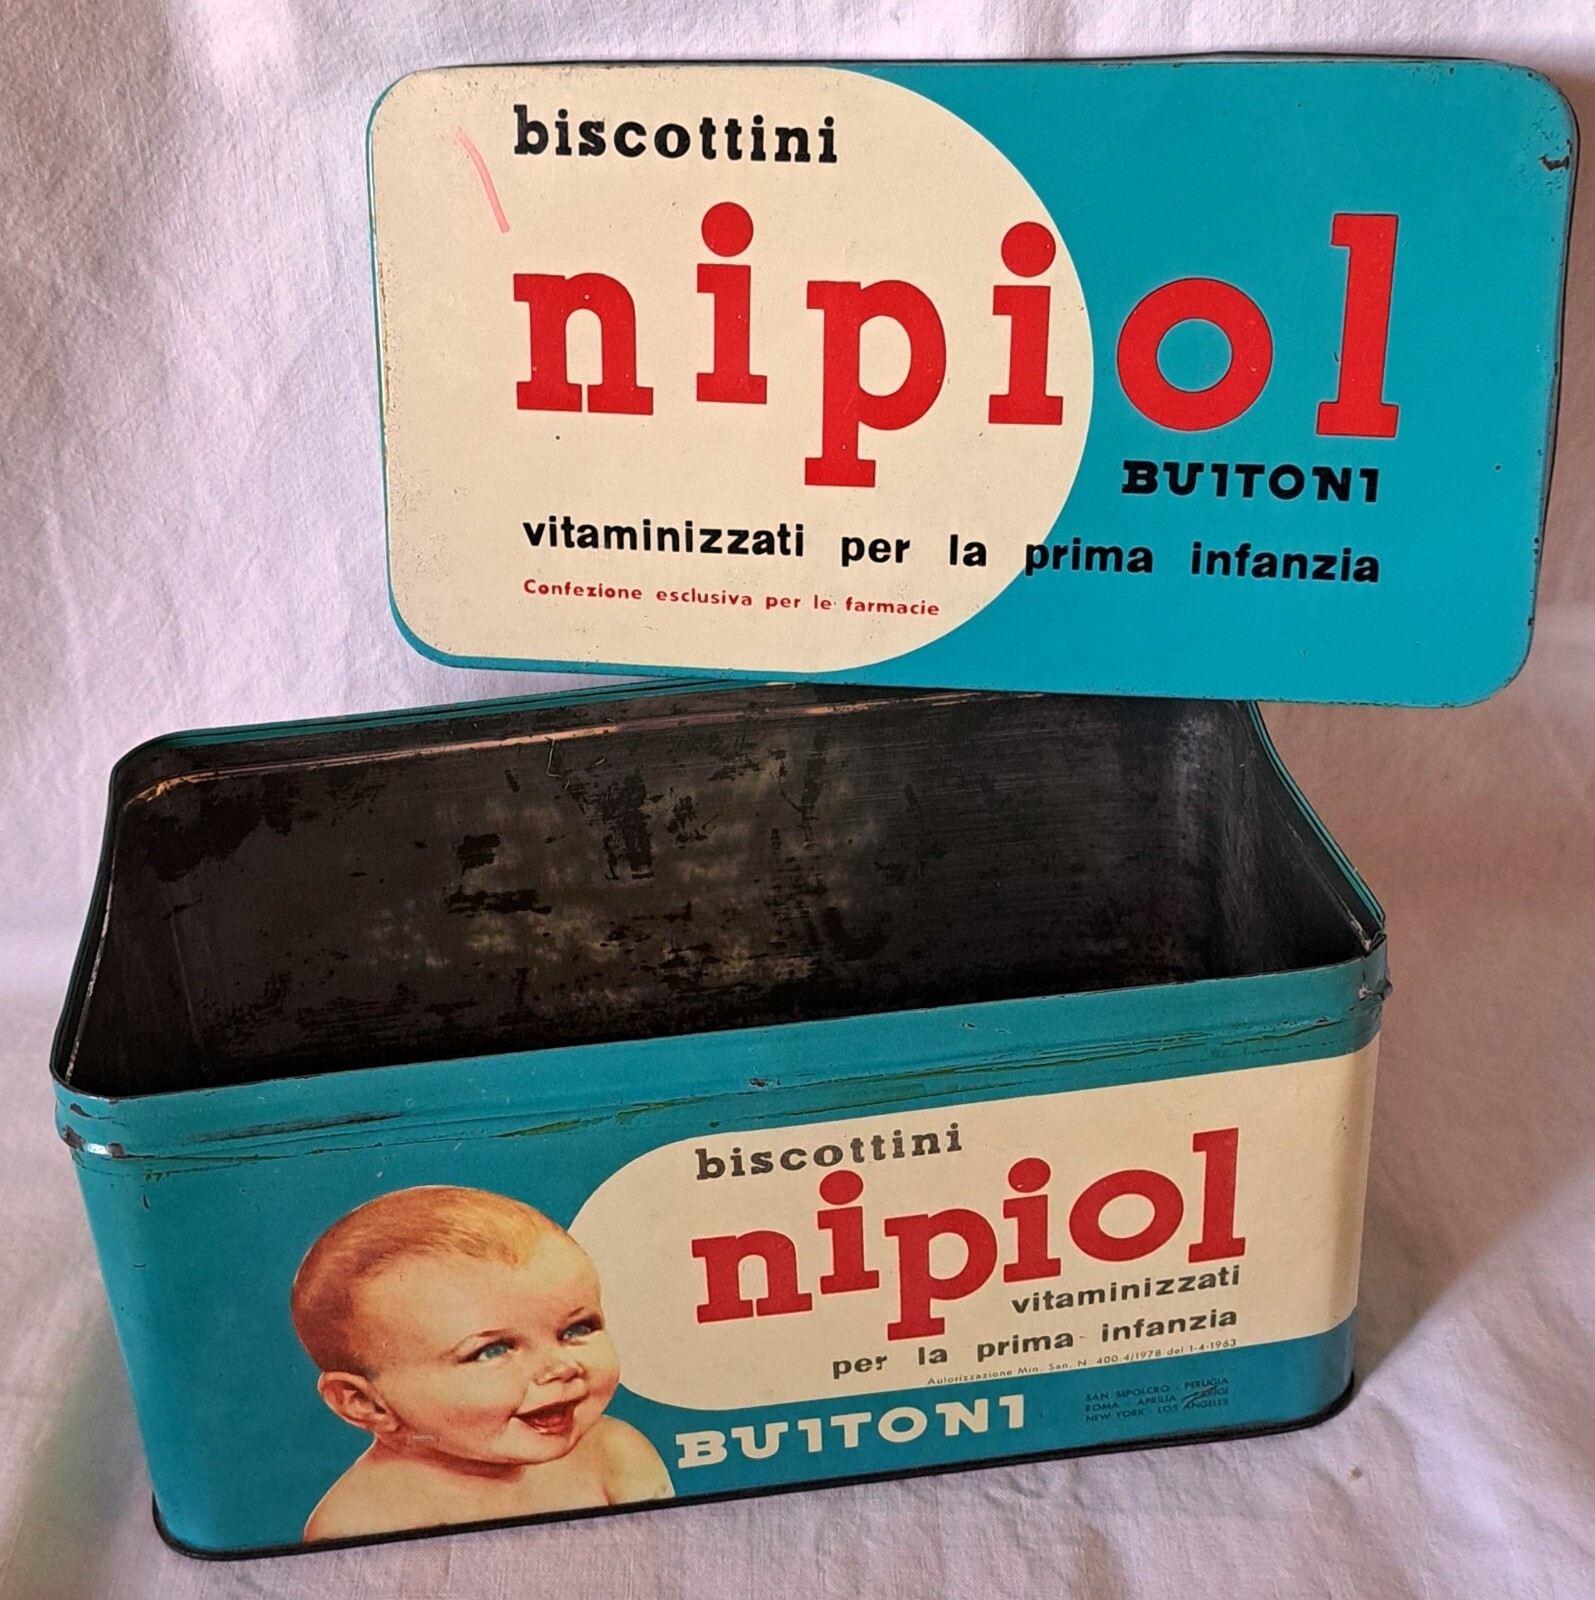 biscottini
nipiol
BUITONI
vitaminizzati per la prima infanzia
Confezione esclusiva per le farmacie
biscottini
nipiol
vitaminizzati
per la prima infanzia
Autorizzazione Min. San. N. 400.4/1978 del 1-4-1963
BUITONI
SAN SEPOLCRO - PERUGIA
ROMA - APRILIA - PARIGI
NEW YORK - LOS ANGELES